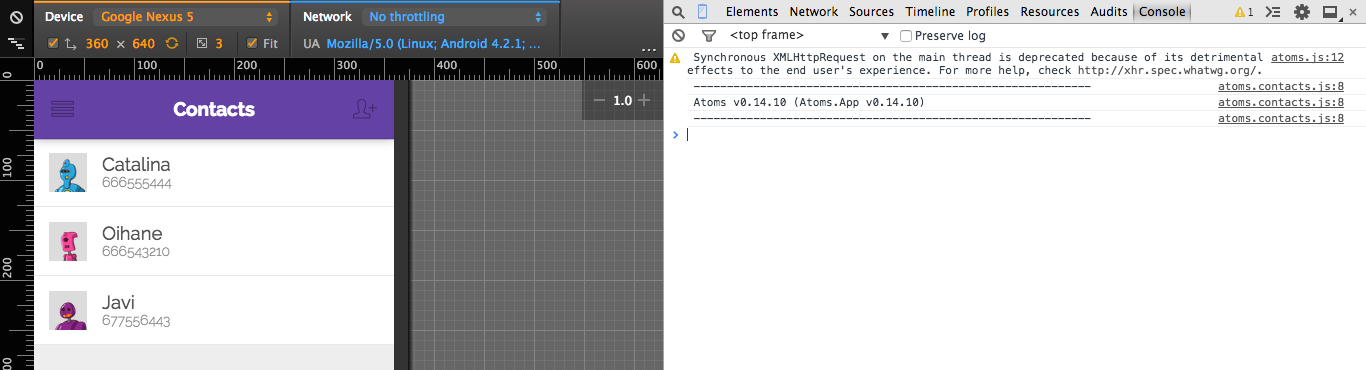 Device Google Nexus 5 Network No throttling
360 × 640 3 Fit UA Mozilla/5.0 (Linux; Android 4.2.1; ... ...
0 100 200 300 400 500 600
0
100
200
1.0
Contacts
Catalina
666555444
Oihane
666543210
Javi
677556443
Elements Network Sources Timeline Profiles Resources Audits Console 1
<top frame> Preserve log
Synchronous XMLHttpRequest on the main thread is deprecated because of its detrimental atoms.js:12
effects to the end user's experience. For more help, check http://xhr.spec.whatwg.org/.
------------------------------------------------------------ atoms.contacts.js:8
Atoms v0.14.10 (Atoms.App v0.14.10) atoms.contacts.js:8
------------------------------------------------------------ atoms.contacts.js:8
>